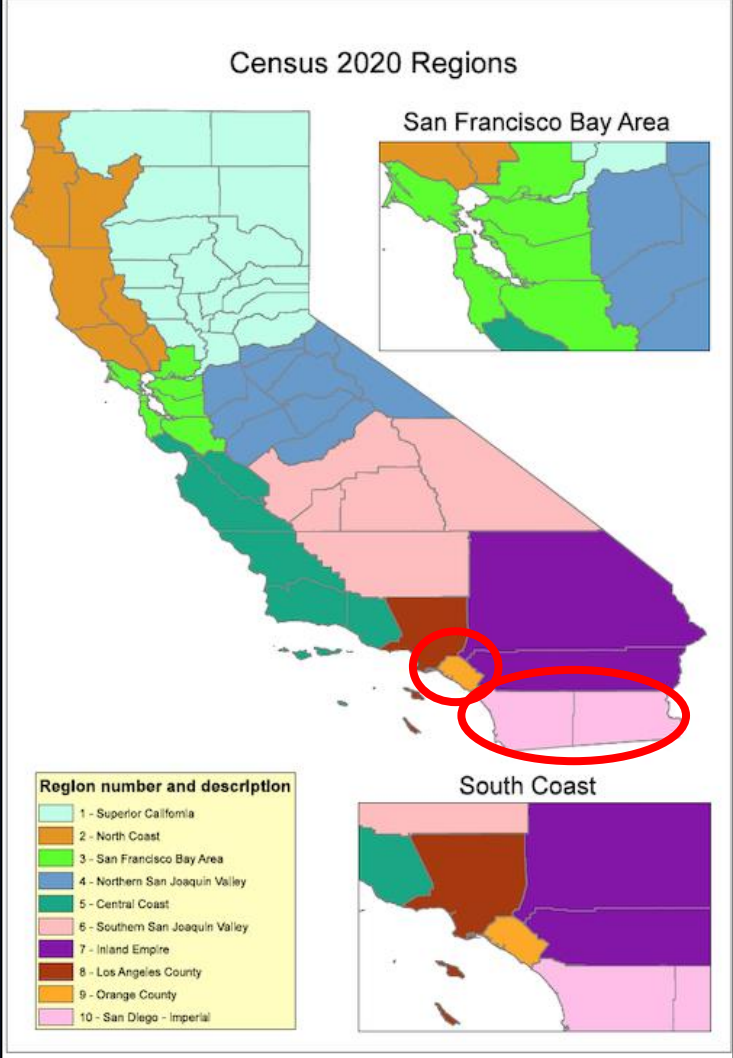 Census 2020 Regions
San Francisco Bay Area
Region number and description
1 - Superior California
2 - North Coast
3 - San Francisco Bay Area
4 - Northern San Joaquin Valley
5 - Central Coast
6 - Southern San Joaquin Valley
7 - Inland Empire
8 - Los Angeles County
9 - Orange County
10 - San Diego - Imperial
South Coast